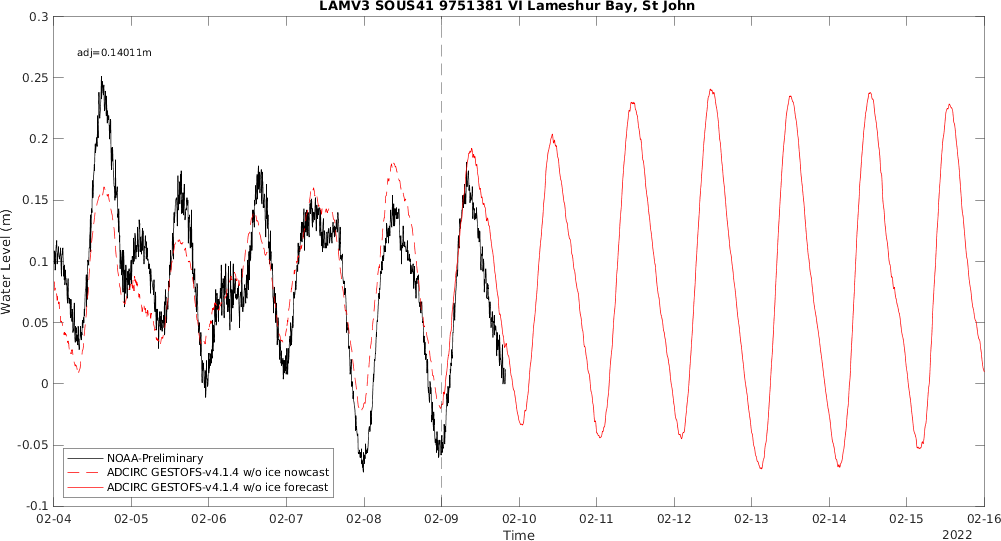 LAMV3 SOUS41 9751381 VI Lameshur Bay, St John
adj=0.14011m
0.3
0.25
0.2
0.15
0.1
0.05
0
-0.05
-0.1
Water Level (m)
NOAA-Preliminary
ADCIRC GESTOFS-v4.1.4 w/o ice nowcast
ADCIRC GESTOFS-v4.1.4 w/o ice forecast
02-04 02-05 02-06 02-07 02-08 02-09 02-10 02-11 02-12 02-13 02-14 02-15 02-16
Time
2022